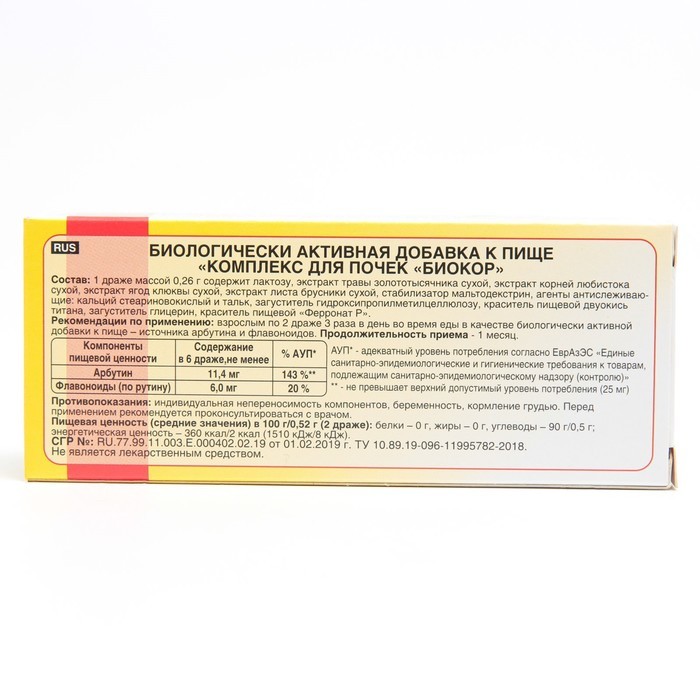 RUS
БИОЛОГИЧЕСКИ АКТИВНАЯ ДОБАВКА К ПИЩЕ
«КОМПЛЕКС ДЛЯ ПОЧЕК «БИОКОР»
Состав: 1 драже массой 0,26 г содержит лактозу, экстракт травы золототысячника сухой, экстракт корней любистока
сухой, экстракт ягод клюквы сухой, экстракт листа брусники сухой, стабилизатор мальтодекстрин, агенты антислеживаю-
щие: кальций стеариновокислый и тальк, загуститель гидроксипропилметилцеллюлозу, краситель пищевой двуокись
титана, загуститель глицерин, краситель пищевой «Ферронат Р».
Рекомендации по применению: взрослым по 2 драже 3 раза в день во время еды в качестве биологически активной
добавки к пище – источника арбутина и флавоноидов. Продолжительность приема - 1 месяц.
Компоненты пищевой ценности | Содержание в 6 драже,не менее | % АУП*
Арбутин | 11,4 мг | 143 %**
Флавоноиды (по рутину) | 6,0 мг | 20 %
АУП* - адекватный уровень потребления согласно ЕврАзЭС «Единые
санитарно-эпидемиологические и гигиенические требования к товарам,
подлежащим санитарно-эпидемиологическому надзору (контролю)»
** - не превышает верхний допустимый уровень потребления (25 мг)
Противопоказания: индивидуальная непереносимость компонентов, беременность, кормление грудью. Перед
применением рекомендуется проконсультироваться с врачом.
Пищевая ценность (средние значения) в 100 г/0,52 г (2 драже): белки – 0 г, жиры – 0 г, углеводы – 90 г/0,5 г;
энергетическая ценность – 360 ккал/2 ккал (1510 кДж/8 кДж).
СГР №: RU.77.99.11.003.E.000402.02.19 от 01.02.2019 г. ТУ 10.89.19-096-11995782-2018.
Не является лекарственным средством.